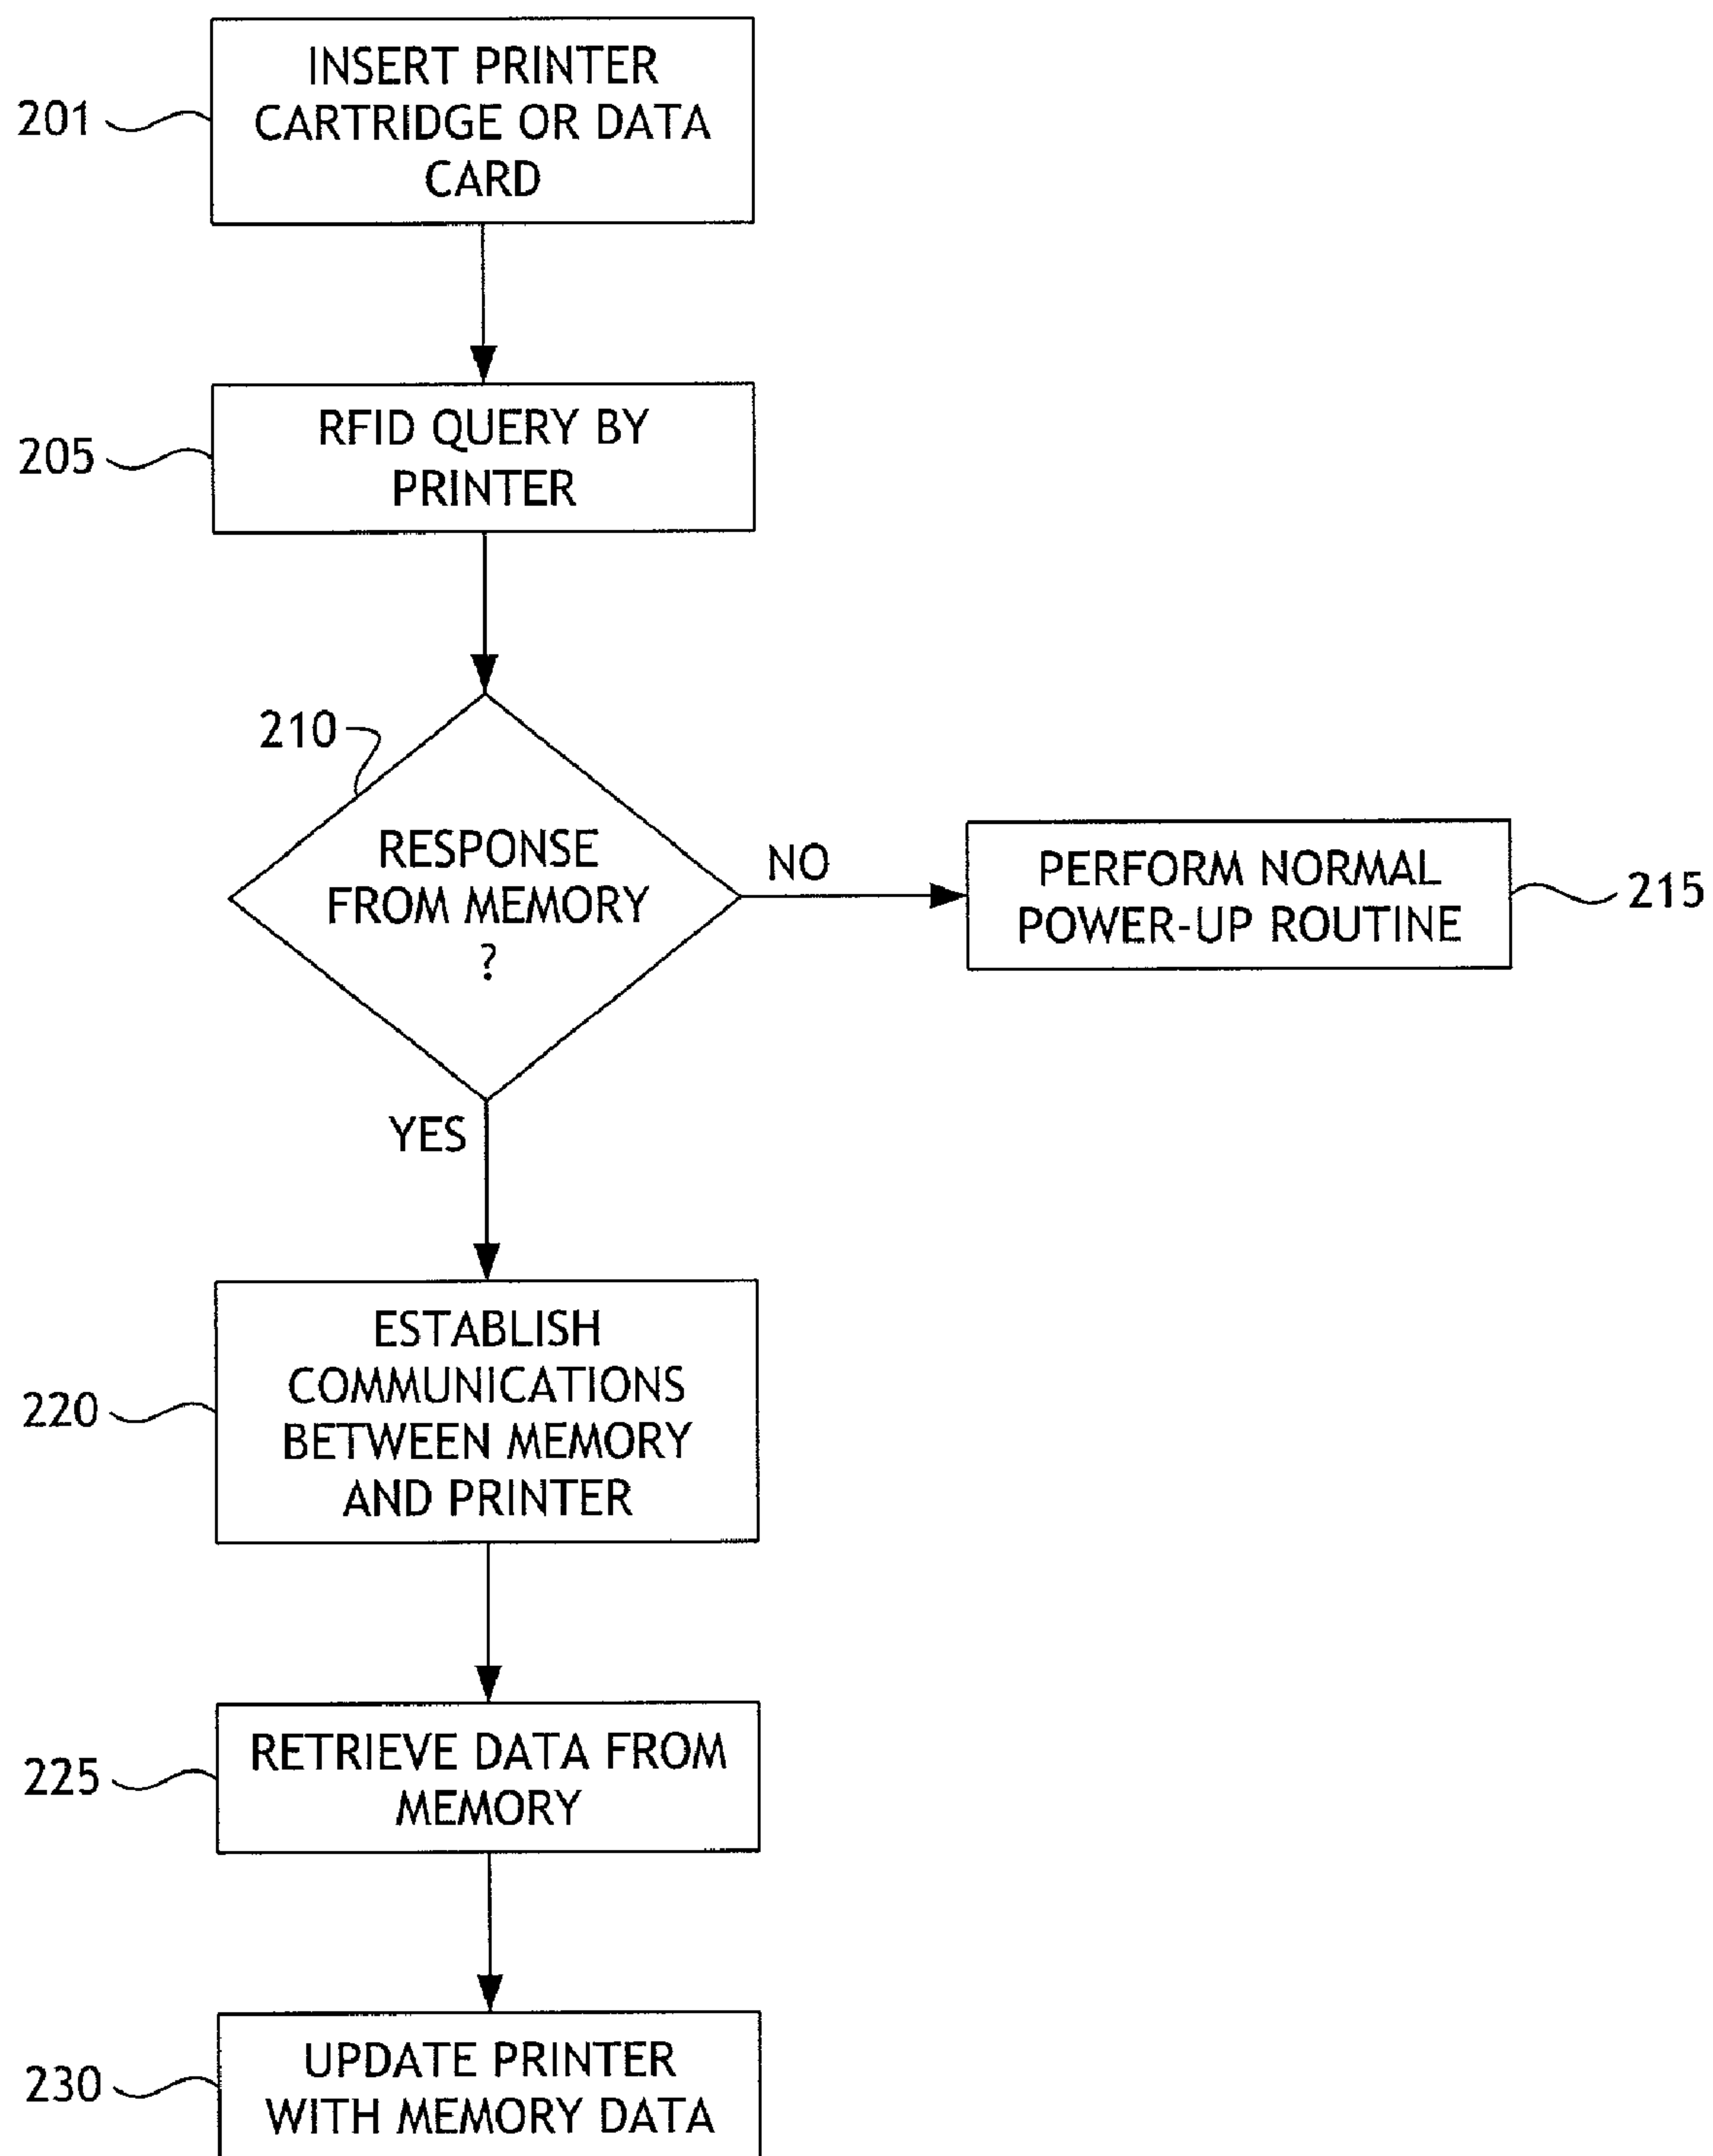 INSERT PRINTER
CARTRIDGE OR DATA
CARD
201
RFID QUERY BY
PRINTER
205
210
RESPONSE
FROM MEMORY
?
NO
PERFORM NORMAL
POWER-UP ROUTINE
215
YES
ESTABLISH
COMMUNICATIONS
BETWEEN MEMORY
AND PRINTER
220
RETRIEVE DATA FROM
MEMORY
225
UPDATE PRINTER
WITH MEMORY DATA
230